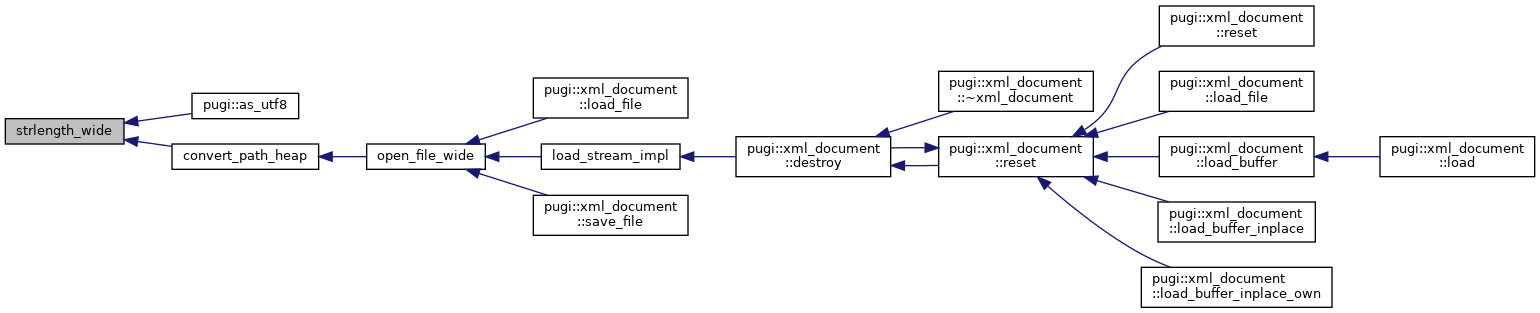 strlength_wide
pugi::as_utf8
convert_path_heap
open_file_wide
pugi::xml_document
::load_file
load_stream_impl
pugi::xml_document
::save_file
pugi::xml_document
::destroy
pugi::xml_document
::~xml_document
pugi::xml_document
::reset
pugi::xml_document
::reset
pugi::xml_document
::load_file
pugi::xml_document
::load_buffer
pugi::xml_document
::load_buffer_inplace
pugi::xml_document
::load_buffer_inplace_own
pugi::xml_document
::load